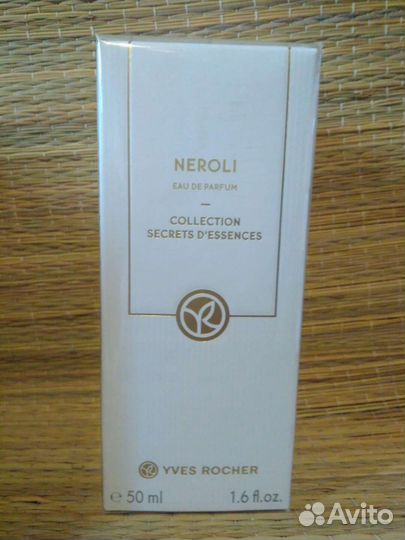 NEROLI
EAU DE PARFUM
COLLECTION
SECRETS D'ESSENCES
YVES ROCHER
℮ 50 ml 1.6 fl.oz.
Avito